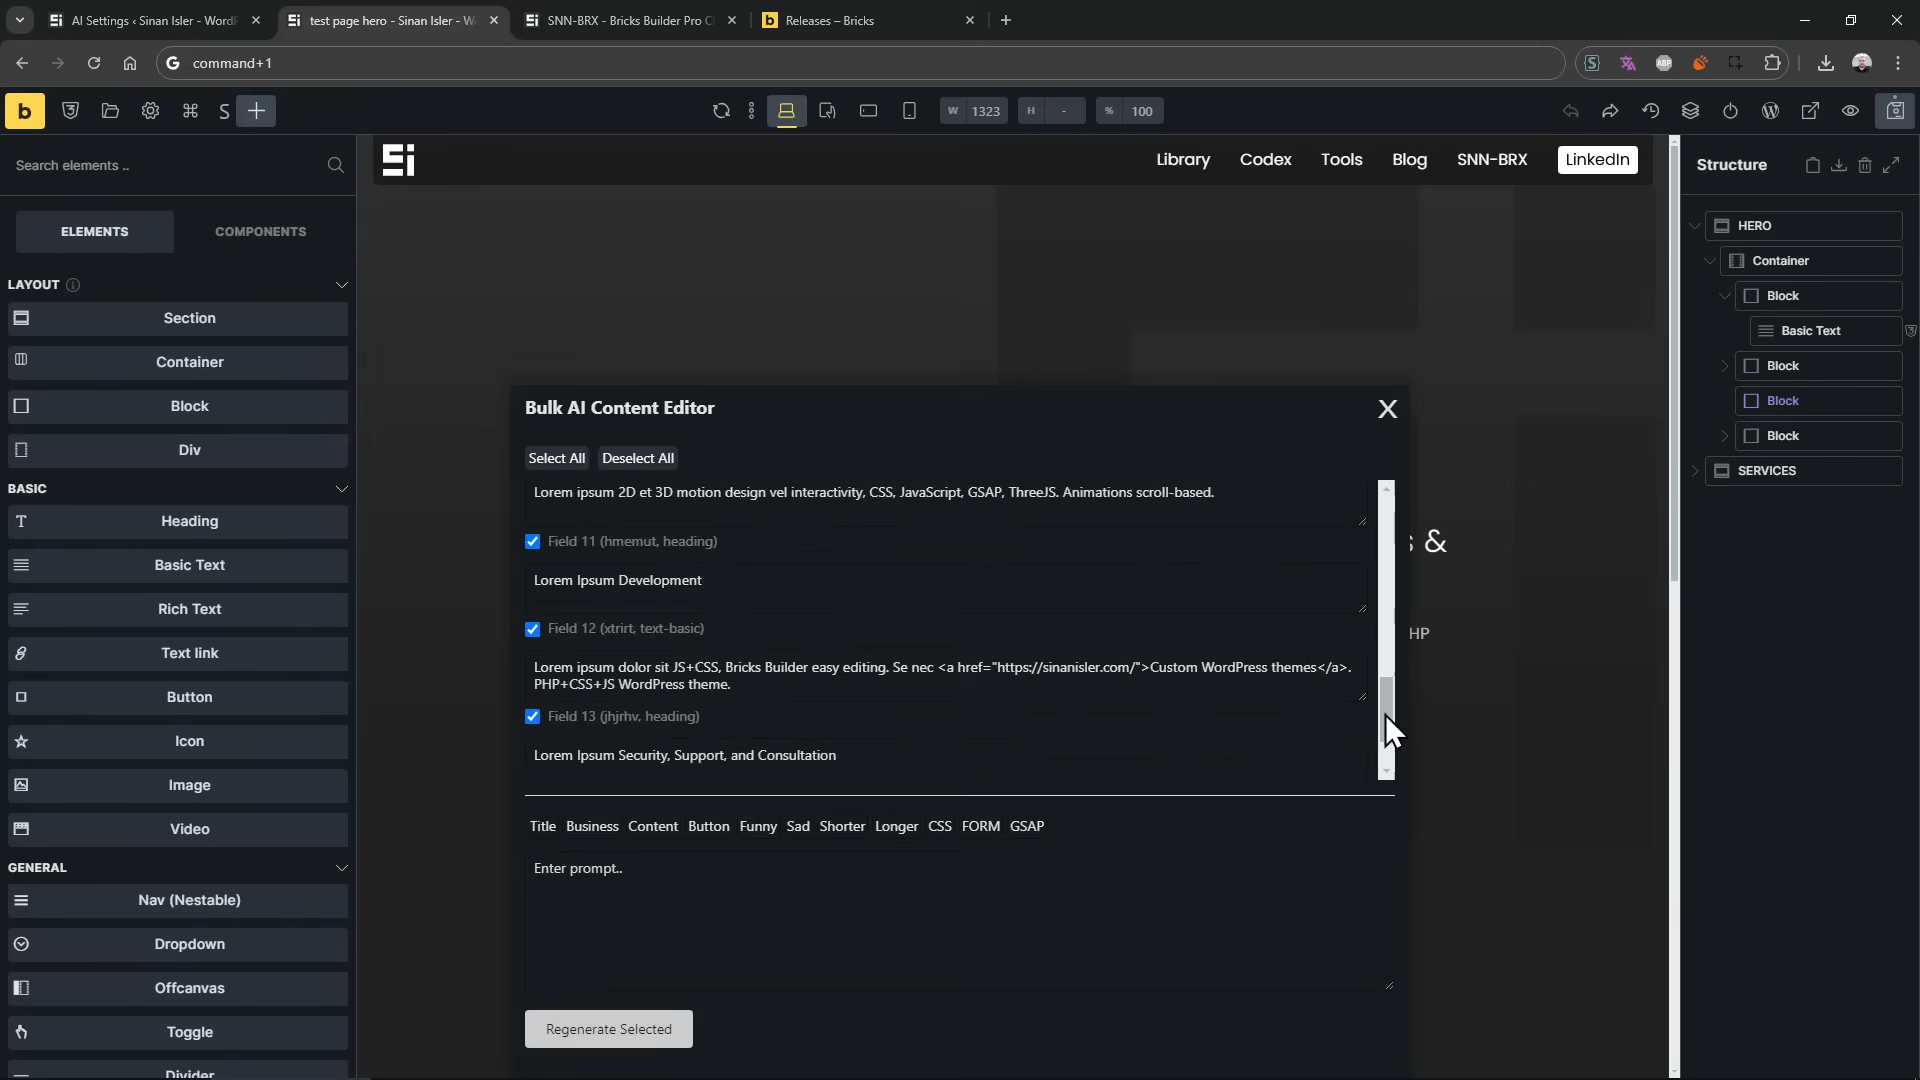 AI Settings ‹ Sinan Isler - WordP
test page hero - Sinan Isler - W
SNN-BRX - Bricks Builder Pro C
Releases – Bricks
command+1
W 1323
H -
% 100
Search elements ..
ELEMENTS
COMPONENTS
LAYOUT
Section
Container
Block
Div
BASIC
Heading
Basic Text
Rich Text
Text link
Button
Icon
Image
Video
GENERAL
Nav (Nestable)
Dropdown
Offcanvas
Toggle
Divider
Library
Codex
Tools
Blog
SNN-BRX
LinkedIn
&
HP
Bulk AI Content Editor
X
Select All
Deselect All
Lorem ipsum 2D et 3D motion design vel interactivity, CSS, JavaScript, GSAP, ThreeJS. Animations scroll-based.
Field 11 (hmemut, heading)
Lorem Ipsum Development
Field 12 (xtrirt, text-basic)
Lorem ipsum dolor sit JS+CSS, Bricks Builder easy editing. Se nec <a href="https://sinanisler.com/">Custom WordPress themes</a>.
PHP+CSS+JS WordPress theme.
Field 13 (jhjrhv, heading)
Lorem Ipsum Security, Support, and Consultation
Title Business Content Button Funny Sad Shorter Longer CSS FORM GSAP
Enter prompt..
Regenerate Selected
Structure
HERO
Container
Block
Basic Text
Block
Block
Block
SERVICES